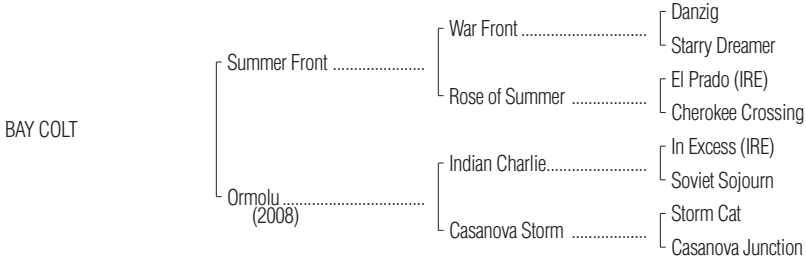 Danzig
War Front ..............................
Starry Dreamer
Summer Front ......................
El Prado (IRE)
Rose of Summer ..................
Cherokee Crossing
BAY COLT
In Excess (IRE)
Indian Charlie........................
Soviet Sojourn
Ormolu ..................................
(2008)
Storm Cat
Casanova Storm ..................
Casanova Junction